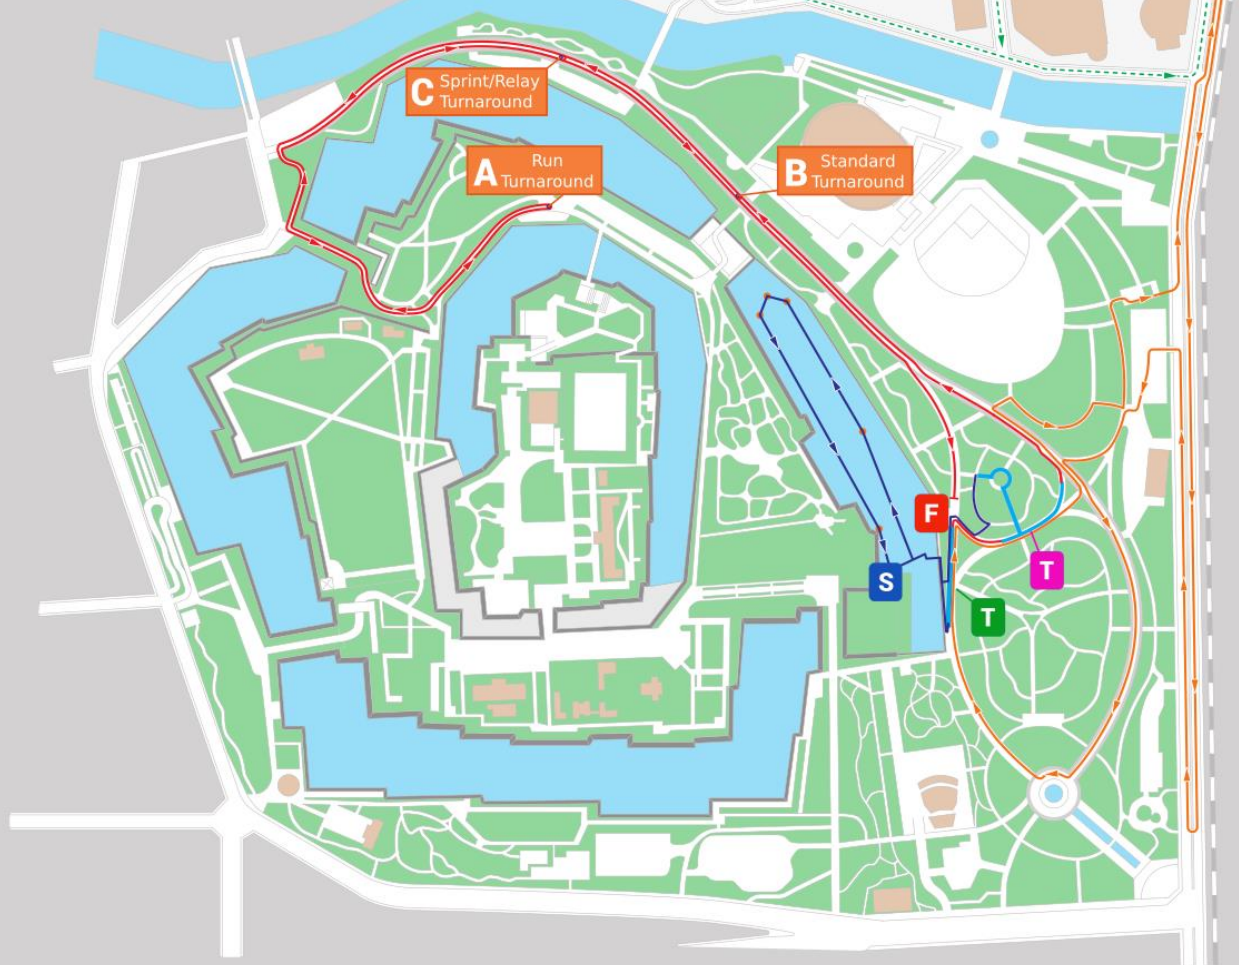 C Sprint/Relay
Turnaround
A Run
Turnaround
B Standard
Turnaround
F
S
T
T